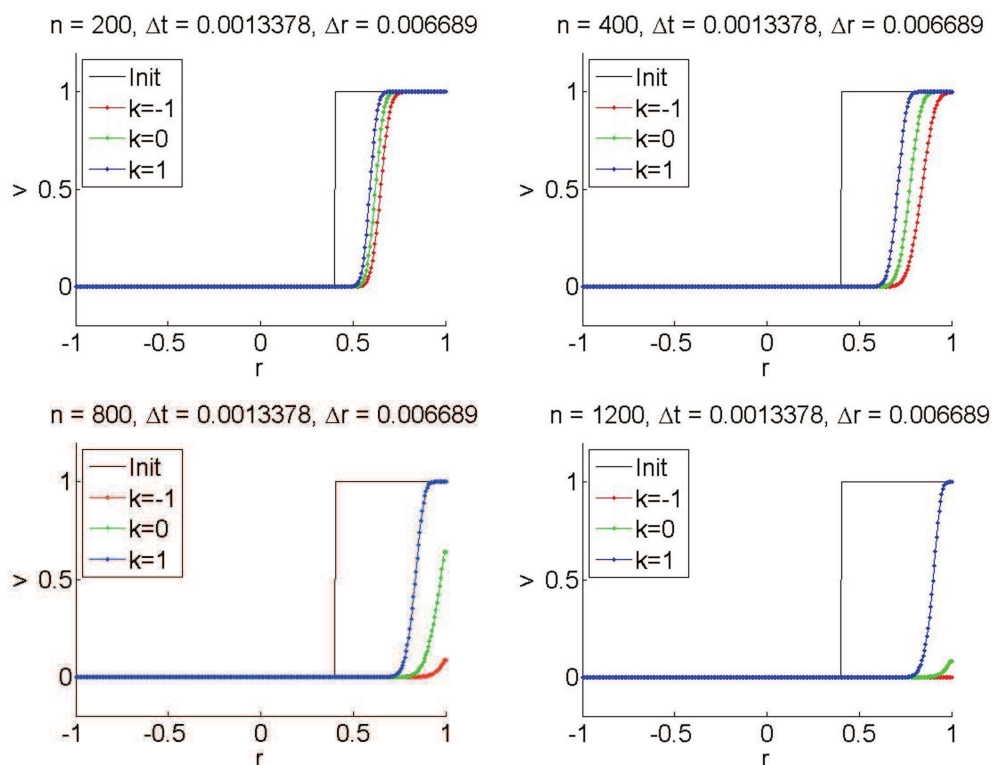 n = 200, Δt = 0.0013378, Δr = 0.006689
Init
k=-1
k=0
k=1
1
0.5
0
v
-1 -0.5 0 0.5 1
r
n = 400, Δt = 0.0013378, Δr = 0.006689
Init
k=-1
k=0
k=1
1
0.5
0
v
-1 -0.5 0 0.5 1
r
n = 800, Δt = 0.0013378, Δr = 0.006689
Init
k=-1
k=0
k=1
1
0.5
0
v
-1 -0.5 0 0.5 1
r
n = 1200, Δt = 0.0013378, Δr = 0.006689
Init
k=-1
k=0
k=1
1
0.5
0
v
-1 -0.5 0 0.5 1
r